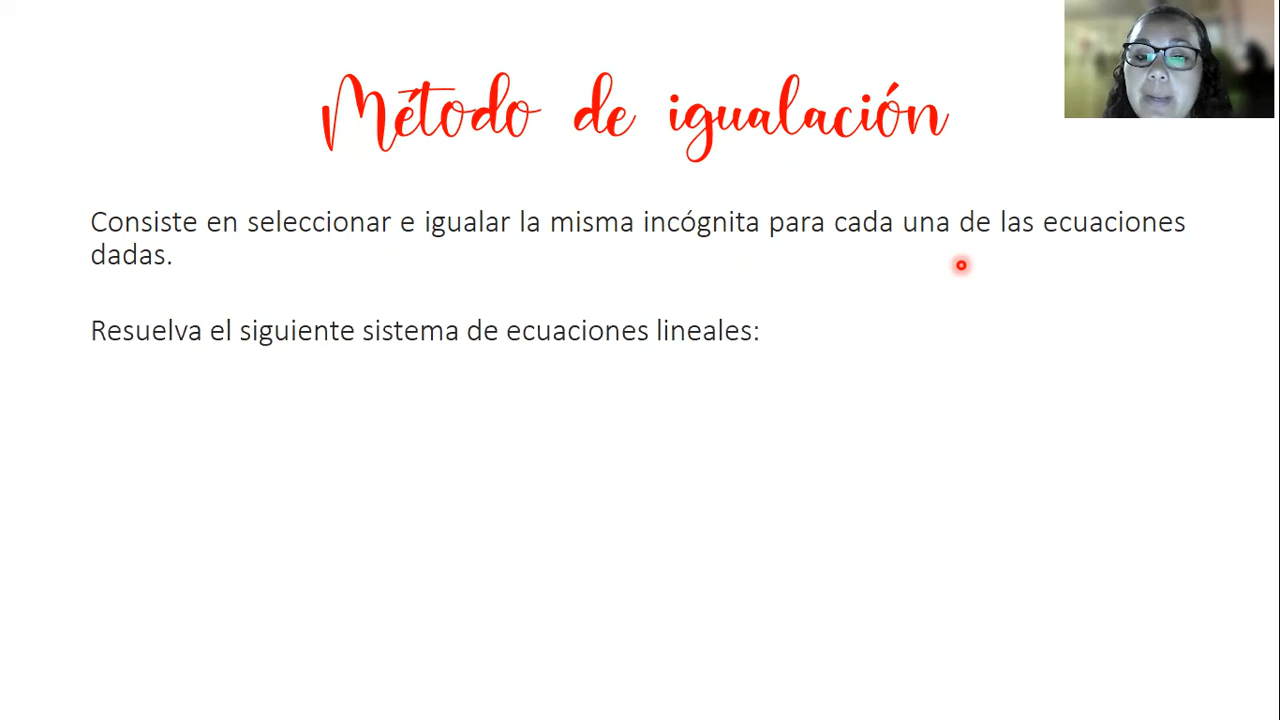 Método de igualación
Consiste en seleccionar e igualar la misma incógnita para cada una de las ecuaciones
dadas.
Resuelva el siguiente sistema de ecuaciones lineales: